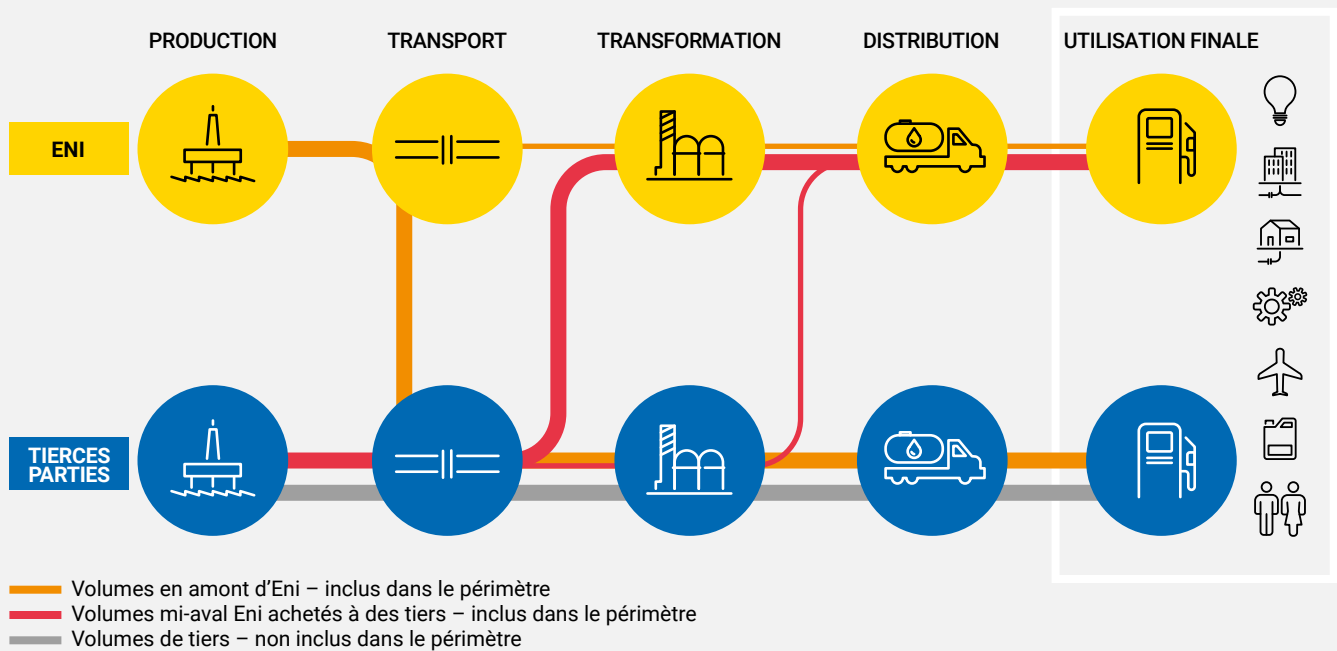 PRODUCTION
TRANSPORT
TRANSFORMATION
DISTRIBUTION
UTILISATION FINALE
ENI
TIERCES
PARTIES
Volumes en amont d’Eni – inclus dans le périmètre
Volumes mi-aval Eni achetés à des tiers – inclus dans le périmètre
Volumes de tiers – non inclus dans le périmètre